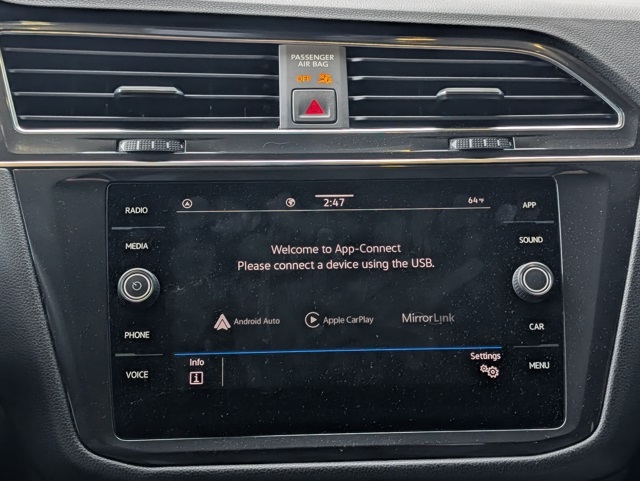 PASSENGER
AIR BAG
OFF
RADIO
2:47
64°F
APP
MEDIA
SOUND
Welcome to App-Connect
Please connect a device using the USB.
Android Auto
Apple CarPlay
MirrorLink
PHONE
CAR
VOICE
Info
Settings
MENU